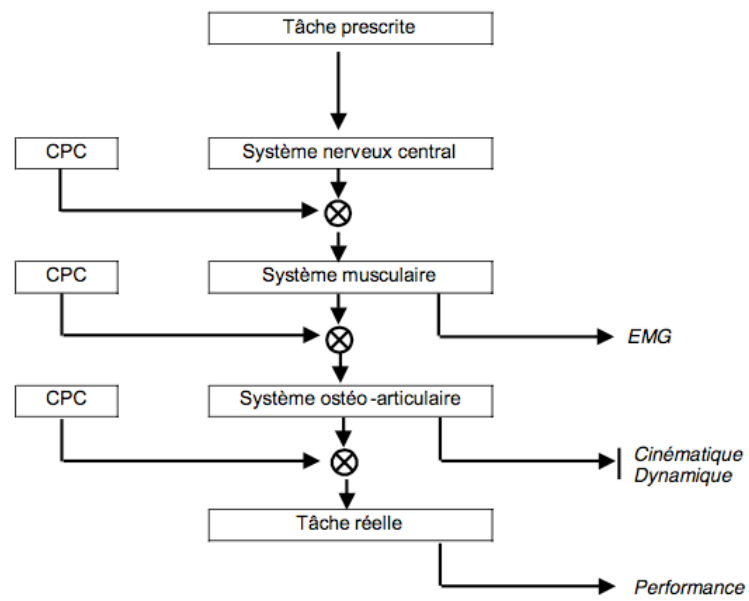 Tâche prescrite
CPC
Système nerveux central
CPC
Système musculaire
EMG
CPC
Système ostéo-articulaire
Cinématique
Dynamique
Tâche réelle
Performance